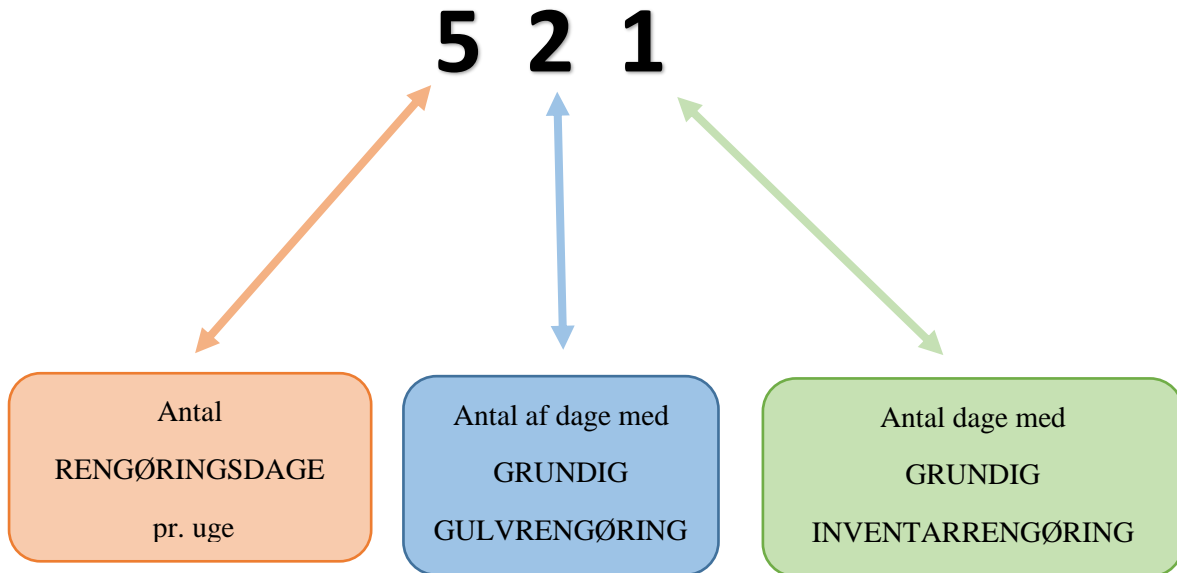 5 2 1
Antal
RENGØRINGSDAGE
pr. uge
Antal af dage med
GRUNDIG
GULVRENGØRING
Antal dage med
GRUNDIG
INVENTARRENGØRING